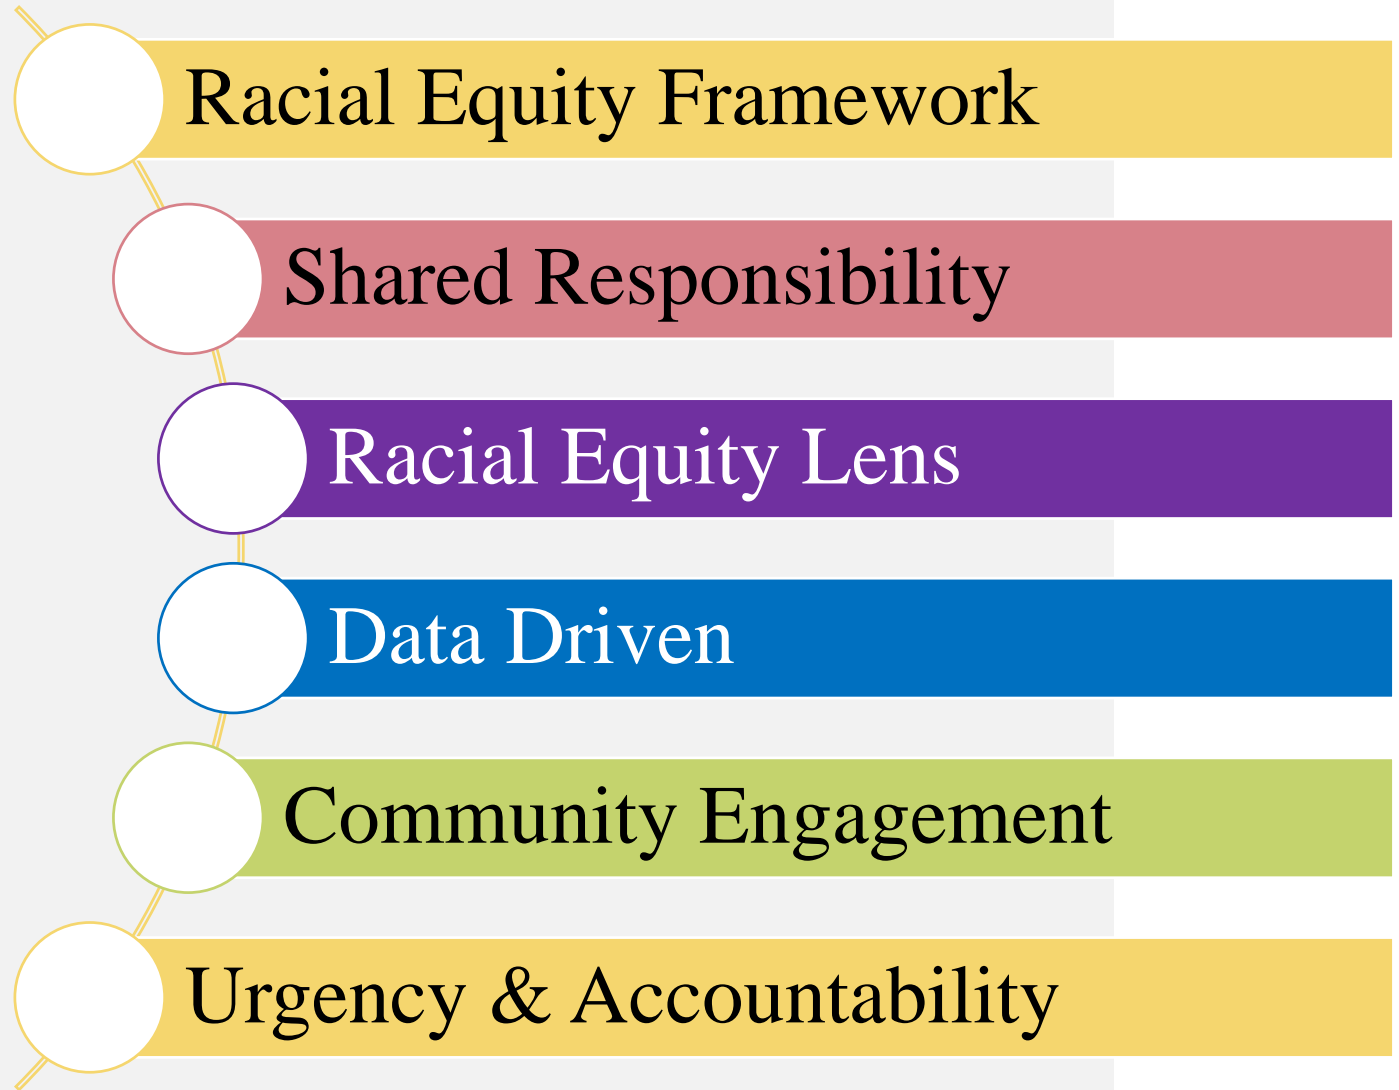 Racial Equity Framework
Shared Responsibility
Racial Equity Lens
Data Driven
Community Engagement
Urgency & Accountability